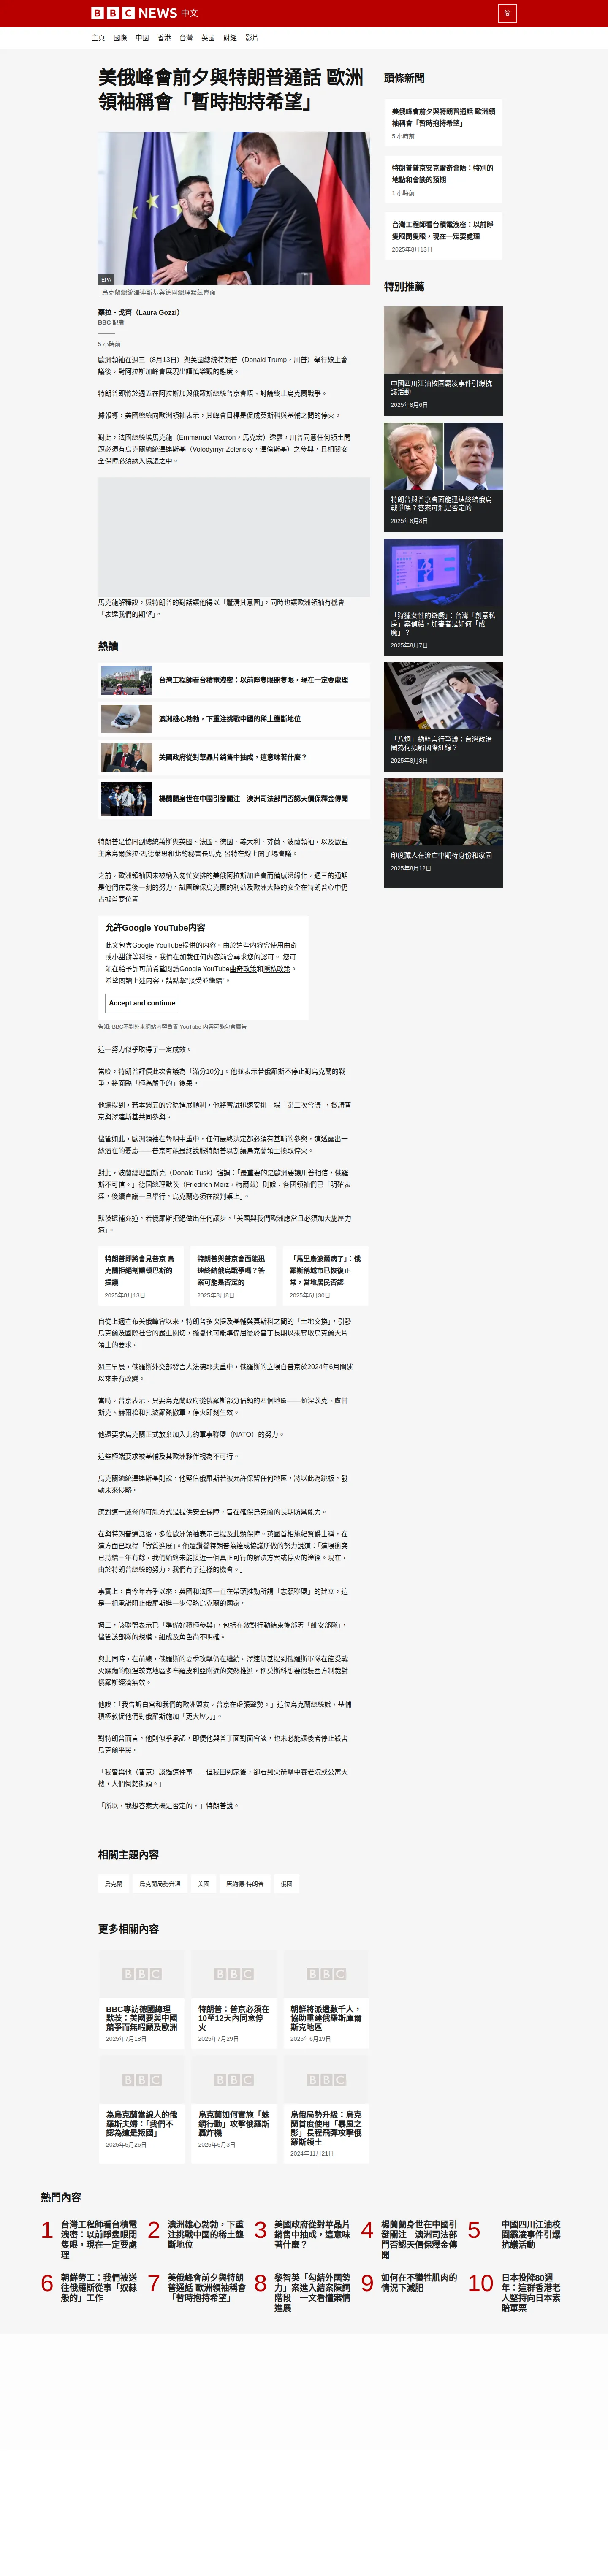 BBC NEWS 中文
简
主頁 國際 中國 香港 台灣 英國 財經 影片
美俄峰會前夕與特朗普通話 歐洲
領袖稱會「暫時抱持希望」
EPA
烏克蘭總統澤連斯基與德國總理默茲會面
蘿拉・戈齊（Laura Gozzi）
BBC 記者
5 小時前
歐洲領袖在週三（8月13日）與美國總統特朗普（Donald Trump，川普）舉行線上會
議後，對阿拉斯加峰會展現出謹慎樂觀的態度。
特朗普即將於週五在阿拉斯加與俄羅斯總統普京會晤、討論終止烏克蘭戰爭。
據報導，美國總統向歐洲領袖表示，其峰會目標是促成莫斯科與基輔之間的停火。
對此，法國總統埃馬克龍（Emmanuel Macron，馬克宏）透露，川普同意任何領土問
題必須有烏克蘭總統澤連斯基（Volodymyr Zelensky，澤倫斯基）之參與，且相關安
全保障必須納入協議之中。
馬克龍解釋說，與特朗普的對話讓他得以「釐清其意圖」，同時也讓歐洲領袖有機會
「表達我們的期望」。
熱讀
台灣工程師看台積電洩密：以前睜隻眼閉隻眼，現在一定要處理
澳洲雄心勃勃，下重注挑戰中國的稀土壟斷地位
美國政府從對華晶片銷售中抽成，這意味著什麼？
楊蘭蘭身世在中國引發關注　澳洲司法部門否認天價保釋金傳聞
特朗普是協同副總統萬斯與英國、法國、德國、義大利、芬蘭、波蘭領袖，以及歐盟
主席烏爾蘇拉·馮德萊恩和北約秘書長馬克·呂特在線上開了場會議。
之前，歐洲領袖因未被納入匆忙安排的美俄阿拉斯加峰會而備感邊緣化，週三的通話
是他們在最後一刻的努力，試圖確保烏克蘭的利益及歐洲大陸的安全在特朗普心中仍
占據首要位置
允許Google YouTube内容
此文包含Google YouTube提供的内容。由於這些内容會使用曲奇
或小甜餅等科技，我們在加載任何内容前會尋求您的認可。 您可
能在給予許可前希望閱讀Google YouTube曲奇政策和隱私政策。
希望閱讀上述内容，請點擊“接受並繼續”。
Accept and continue
告知: BBC不對外來網站内容負責 YouTube 内容可能包含廣告
這一努力似乎取得了一定成效。
當晚，特朗普評價此次會議為「滿分10分」。他並表示若俄羅斯不停止對烏克蘭的戰
爭，將面臨「極為嚴重的」後果。
他還提到，若本週五的會晤進展順利，他將嘗試迅速安排一場「第二次會議」，邀請普
京與澤連斯基共同參與。
儘管如此，歐洲領袖在聲明中重申，任何最終決定都必須有基輔的參與，這透露出一
絲潛在的憂慮——普京可能最終說服特朗普以割讓烏克蘭領土換取停火。
對此，波蘭總理圖斯克（Donald Tusk）強調：「最重要的是歐洲要讓川普相信，俄羅
斯不可信。」德國總理默茨（Friedrich Merz，梅爾茲）則說，各國領袖們已「明確表
達，後續會議一旦舉行，烏克蘭必須在談判桌上」。
默茨還補充道，若俄羅斯拒絕做出任何讓步，「美國與我們歐洲應當且必須加大施壓力
道」。
特朗普即將會見普京 烏
克蘭拒絕割讓頓巴斯的
提議
2025年8月13日
特朗普與普京會面能迅
速終結俄烏戰爭嗎？答
案可能是否定的
2025年8月8日
「馬里烏波爾病了」：俄
羅斯稱城市已恢復正
常，當地居民否認
2025年6月30日
自從上週宣布美俄峰會以來，特朗普多次提及基輔與莫斯科之間的「土地交換」，引發
烏克蘭及國際社會的嚴重關切，擔憂他可能準備屈從於普丁長期以來奪取烏克蘭大片
領土的要求。
週三早晨，俄羅斯外交部發言人法德耶夫重申，俄羅斯的立場自普京於2024年6月闡述
以來未有改變。
當時，普京表示，只要烏克蘭政府從俄羅斯部分佔領的四個地區——頓涅茨克、盧甘
斯克、赫爾松和扎波羅熱撤軍，停火即刻生效。
他還要求烏克蘭正式放棄加入北約軍事聯盟（NATO）的努力。
這些極端要求被基輔及其歐洲夥伴視為不可行。
烏克蘭總統澤連斯基則說，他堅信俄羅斯若被允許保留任何地區，將以此為跳板，發
動未來侵略。
應對這一威脅的可能方式是提供安全保障，旨在確保烏克蘭的長期防禦能力。
在與特朗普通話後，多位歐洲領袖表示已提及此類保障。英國首相施紀賢爵士稱，在
這方面已取得「實質進展」。他還讚譽特朗普為達成協議所做的努力說道：「這場衝突
已持續三年有餘，我們始終未能接近一個真正可行的解決方案或停火的途徑。現在，
由於特朗普總統的努力，我們有了這樣的機會。」
事實上，自今年春季以來，英國和法國一直在帶頭推動所謂「志願聯盟」的建立，這
是一組承諾阻止俄羅斯進一步侵略烏克蘭的國家。
週三，該聯盟表示已「準備好積極參與」，包括在敵對行動結束後部署「維安部隊」，
儘管該部隊的規模、組成及角色尚不明確。
與此同時，在前線，俄羅斯的夏季攻擊仍在繼續。澤連斯基提到俄羅斯軍隊在飽受戰
火蹂躪的頓涅茨克地區多布羅皮利亞附近的突然推進，稱莫斯科想要假裝西方制裁對
俄羅斯經濟無效。
他說：「我告訴白宮和我們的歐洲盟友，普京在虛張聲勢。」這位烏克蘭總統說，基輔
積極敦促他們對俄羅斯施加「更大壓力」。
對特朗普而言，他則似乎承認，即使他與普丁面對面會談，也未必能讓後者停止殺害
烏克蘭平民。
「我曾與他（普京）談過這件事……但我回到家後，卻看到火箭擊中養老院或公寓大
樓，人們倒斃街頭。」
「所以，我想答案大概是否定的，」特朗普說。
相關主題內容
烏克蘭 烏克蘭局勢升溫 美國 唐納德·特朗普 俄國
更多相關內容
BBC
BBC專訪德國總理
默茨：美國要與中國
競爭而無暇顧及歐洲
2025年7月18日
BBC
特朗普：普京必須在
10至12天內同意停
火
2025年7月29日
BBC
朝鮮將派遣數千人，
協助重建俄羅斯庫爾
斯克地區
2025年6月19日
BBC
為烏克蘭當線人的俄
羅斯夫婦：「我們不
認為這是叛國」
2025年5月26日
BBC
烏克蘭如何實施「蛛
網行動」攻擊俄羅斯
轟炸機
2025年6月3日
BBC
烏俄局勢升級：烏克
蘭首度使用「暴風之
影」長程飛彈攻擊俄
羅斯領土
2024年11月21日
頭條新聞
美俄峰會前夕與特朗普通話 歐洲領
袖稱會「暫時抱持希望」
5 小時前
特朗普普京安克雷奇會晤：特別的
地點和會談的預期
1 小時前
台灣工程師看台積電洩密：以前睜
隻眼閉隻眼，現在一定要處理
2025年8月13日
特別推薦
中國四川江油校園霸凌事件引爆抗
議活動
2025年8月6日
特朗普與普京會面能迅速終結俄烏
戰爭嗎？答案可能是否定的
2025年8月8日
「狩獵女性的遊戲」：台灣「創意私
房」案偵結，加害者是如何「成
魔」？
2025年8月7日
「八炯」納粹言行爭議：台灣政治
圈為何頻觸國際紅線？
2025年8月8日
印度藏人在流亡中期待身份和家園
2025年8月12日
熱門內容
1 台灣工程師看台積電
洩密：以前睜隻眼閉
隻眼，現在一定要處
理
2 澳洲雄心勃勃，下重
注挑戰中國的稀土壟
斷地位
3 美國政府從對華晶片
銷售中抽成，這意味
著什麼？
4 楊蘭蘭身世在中國引
發關注　澳洲司法部
門否認天價保釋金傳
聞
5 中國四川江油校
園霸凌事件引爆
抗議活動
6 朝鮮勞工：我們被送
往俄羅斯從事「奴隸
般的」工作
7 美俄峰會前夕與特朗
普通話 歐洲領袖稱會
「暫時抱持希望」
8 黎智英「勾結外國勢
力」案進入結案陳詞
階段　一文看懂案情
進展
9 如何在不犧牲肌肉的
情況下減肥
10 日本投降80週
年：這群香港老
人堅持向日本索
賠軍票